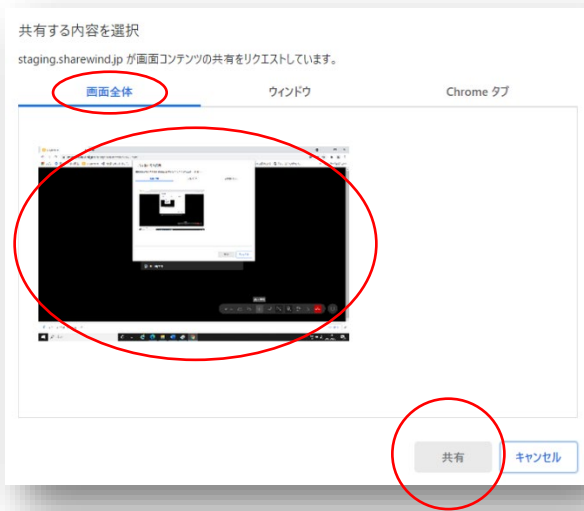 共有する内容を選択
staging.sharewind.jp が画面コンテンツの共有をリクエストしています。
画面全体 ウィンドウ Chrome タブ
共有 キャンセル